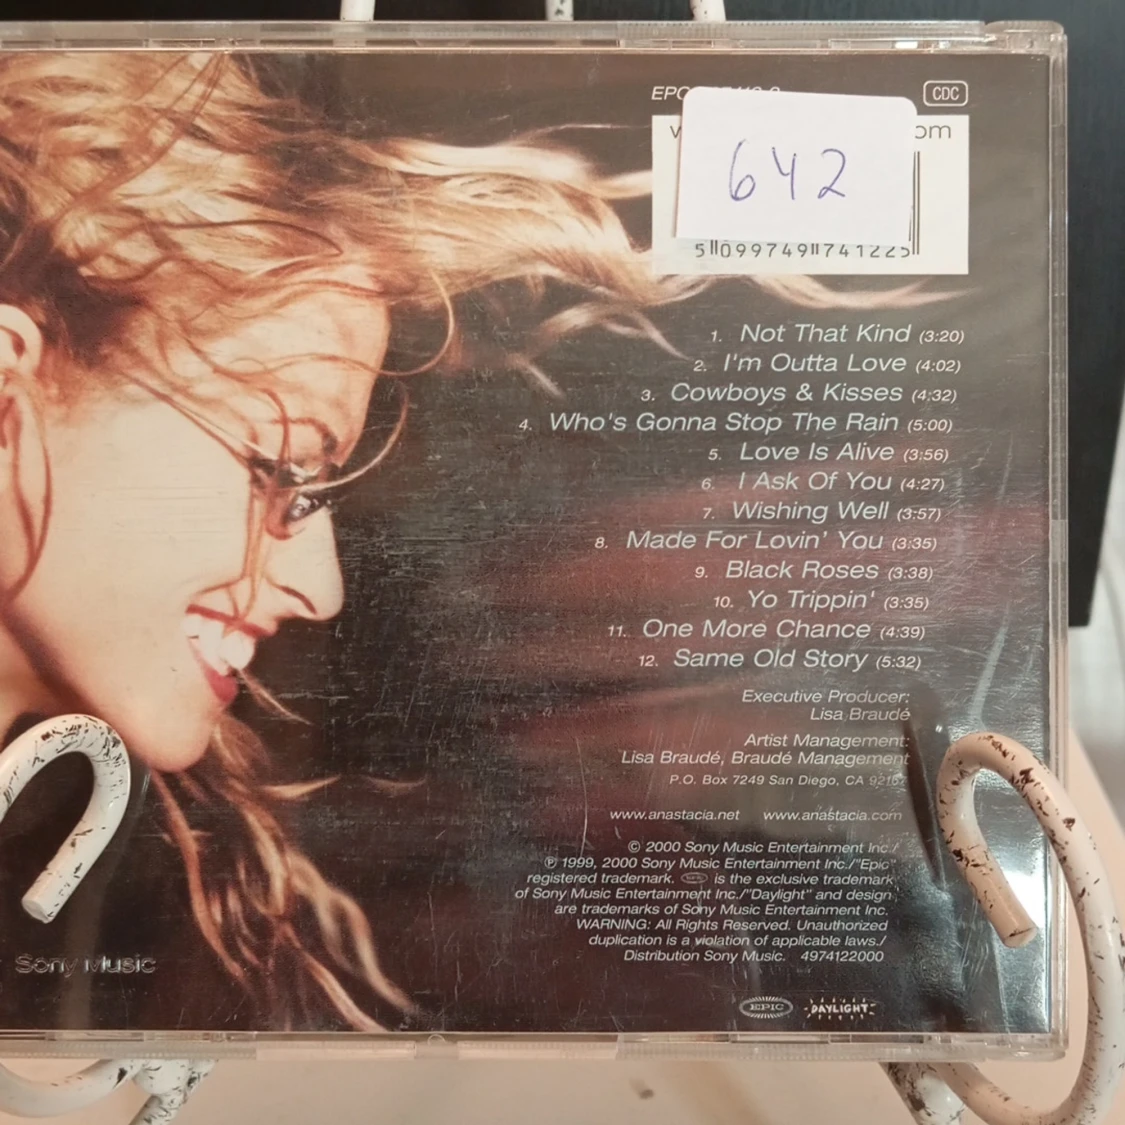 CDC
642
om
5 099749 741225
1. Not That Kind (3:20)
2. I'm Outta Love (4:02)
3. Cowboys & Kisses (4:32)
4. Who's Gonna Stop The Rain (5:00)
5. Love Is Alive (3:56)
6. I Ask Of You (4:27)
7. Wishing Well (3:57)
8. Made For Lovin' You (3:35)
9. Black Roses (3:38)
10. Yo Trippin' (3:35)
11. One More Chance (4:39)
12. Same Old Story (5:32)
Executive Producer:
Lisa Braudé
Artist Management:
Lisa Braudé, Braudé Management
P.O. Box 7249 San Diego, CA
www.anastacia.net www.anastacia.com
© 2000 Sony Music Entertainment Inc./
℗ 1999, 2000 Sony Music Entertainment Inc./"Epic"
registered trademark. is the exclusive trademark
of Sony Music Entertainment Inc./"Daylight" and design
are trademarks of Sony Music Entertainment Inc.
WARNING: All Rights Reserved. Unauthorized
duplication is a violation of applicable laws./
Distribution Sony Music. 4974122000
Sony Music
EPIC DAYLIGHT